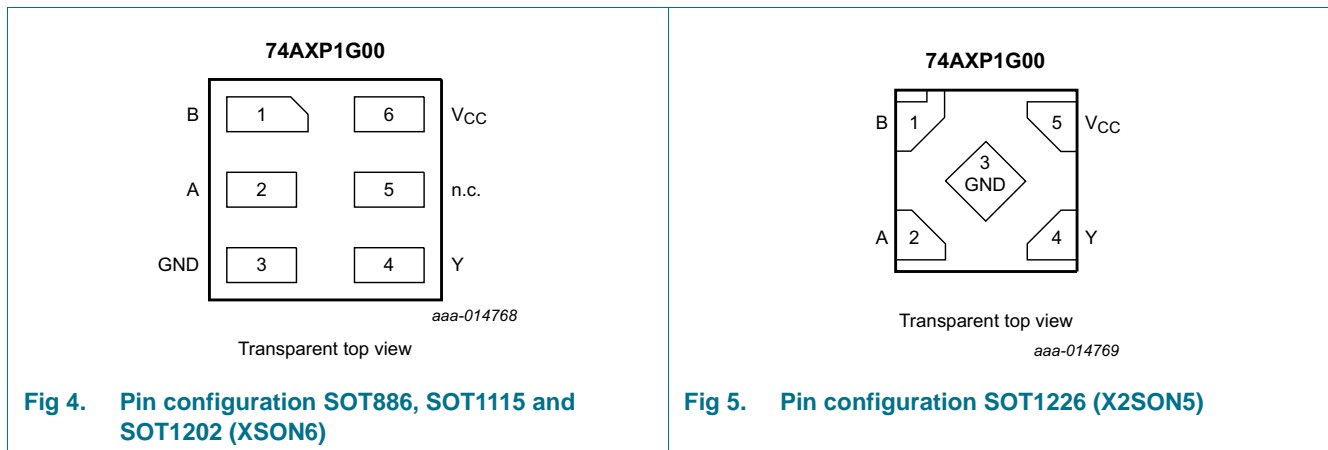 74AXP1G00
B 1 6 VCC
A 2 5 n.c.
GND 3 4 Y
aaa-014768
Transparent top view
Fig 4. Pin configuration SOT886, SOT1115 and
SOT1202 (XSON6)
74AXP1G00
B 1 5 VCC
3
GND
A 2 4 Y
Transparent top view
aaa-014769
Fig 5. Pin configuration SOT1226 (X2SON5)